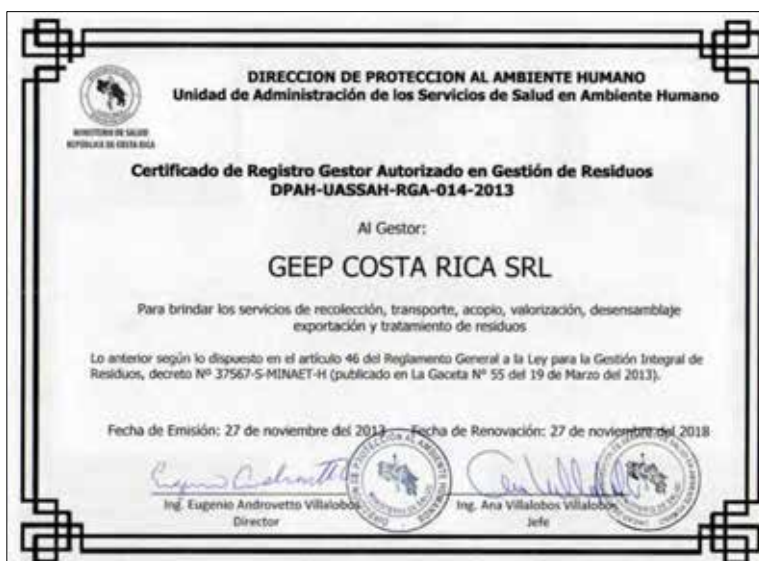 DIRECCION DE PROTECCION AL AMBIENTE HUMANO
Unidad de Administración de los Servicios de Salud en Ambiente Humano
MINISTERIO DE SALUD
REPÚBLICA DE COSTA RICA
Certificado de Registro Gestor Autorizado en Gestión de Residuos
DPAH-UASSAH-RGA-014-2013
Al Gestor:
GEEP COSTA RICA SRL
Para brindar los servicios de recolección, transporte, acopio, valorización, desensamblaje
exportación y tratamiento de residuos
Lo anterior según lo dispuesto en el artículo 46 del Reglamento General a la Ley para la Gestión Integral de
Residuos, decreto Nº 37567-S-MINAET-H (publicado en La Gaceta N° 55 del 19 de Marzo del 2013).
Fecha de Emisión: 27 de noviembre del 2013 Fecha de Renovación: 27 de noviembre del 2018
Ing. Eugenio Androvetto Villalobos Ing. Ana Villalobos Villalobos
Director Jefe